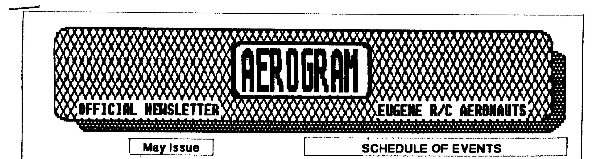 AEROGRAM
OFFICIAL NEWSLETTER EUGENE R/C AERONAUTS
May Issue SCHEDULE OF EVENTS